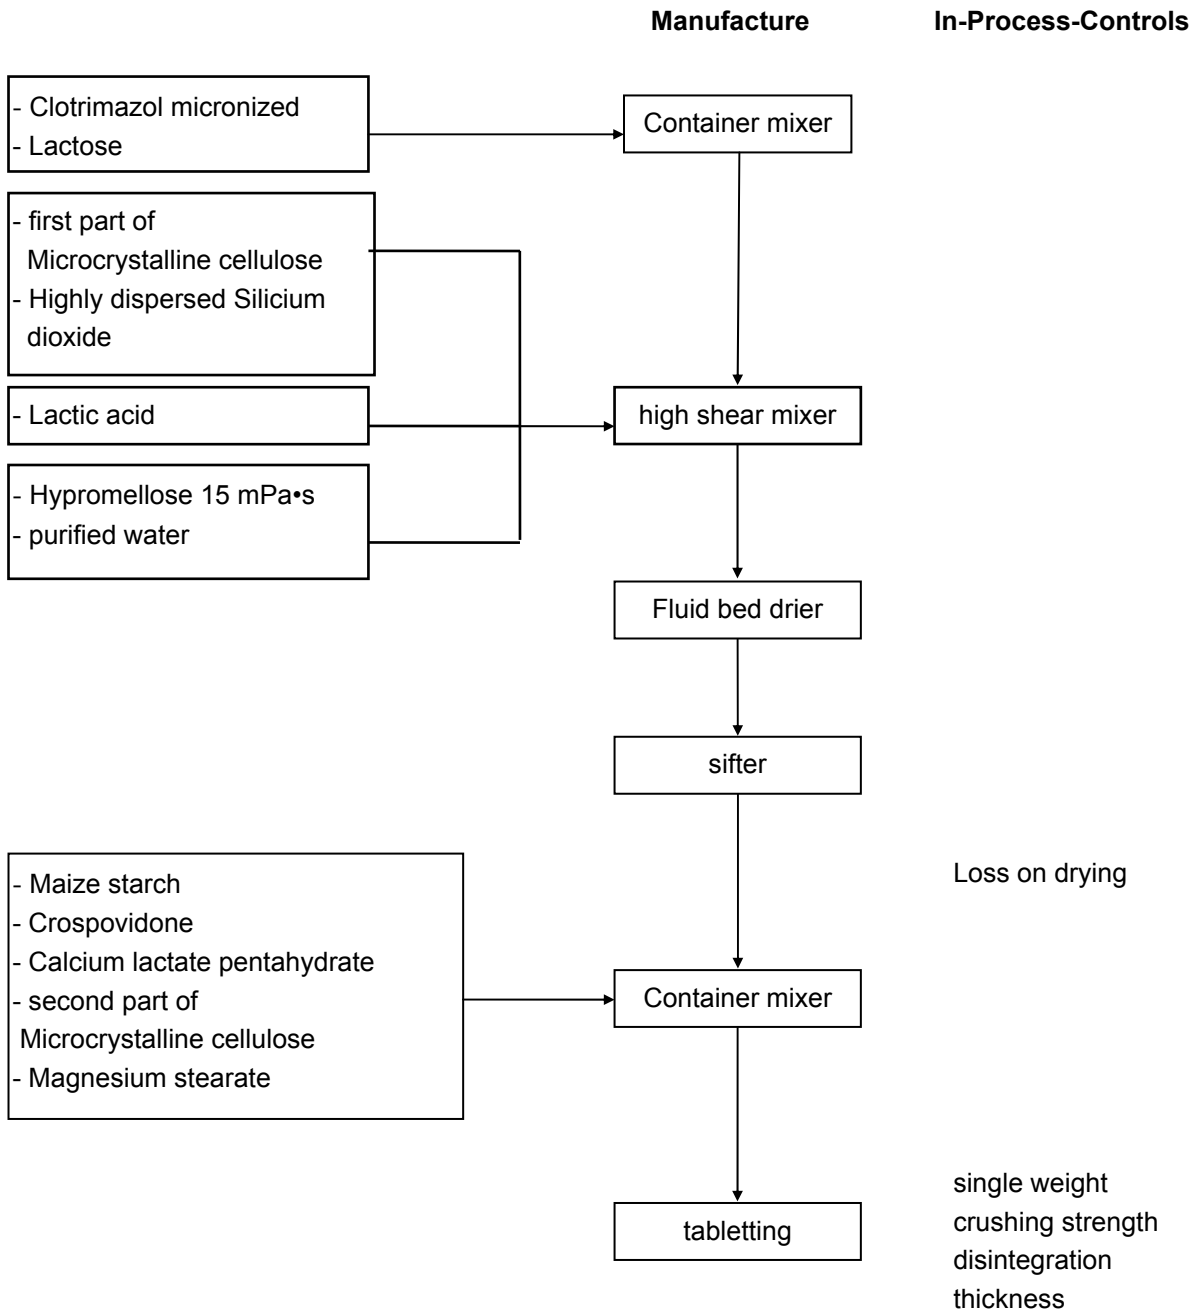 Manufacture
In-Process-Controls
- Clotrimazol micronized
- Lactose
Container mixer
- first part of
Microcrystalline cellulose
- Highly dispersed Silicium
dioxide
- Lactic acid
high shear mixer
- Hypromellose 15 mPa•s
- purified water
Fluid bed drier
sifter
Loss on drying
- Maize starch
- Crospovidone
- Calcium lactate pentahydrate
- second part of
Microcrystalline cellulose
- Magnesium stearate
Container mixer
tabletting
single weight
crushing strength
disintegration
thickness